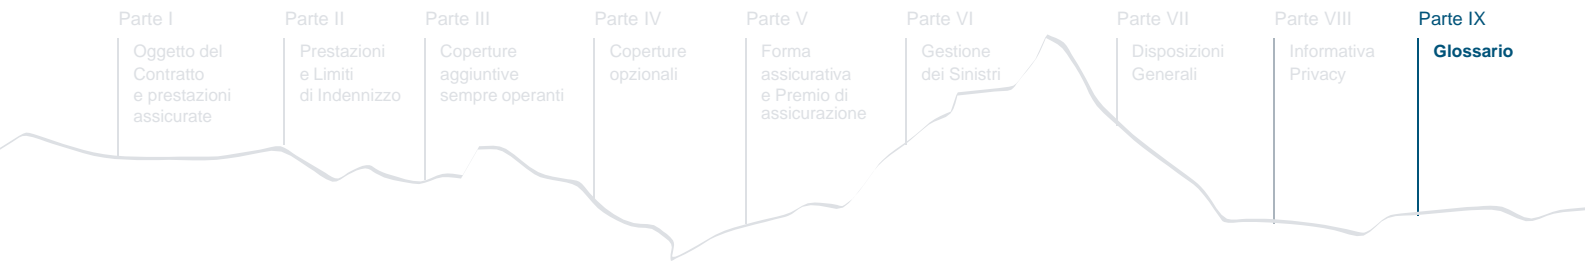 Parte I
Oggetto del
Contratto
e prestazioni
assicurate
Parte II
Prestazioni
e Limiti
di Indennizzo
Parte III
Coperture
aggiuntive
sempre operanti
Parte IV
Coperture
opzionali
Parte V
Forma
assicurativa
e Premio di
assicurazione
Parte VI
Gestione
dei Sinistri
Parte VII
Disposizioni
Generali
Parte VIII
Informativa
Privacy
Parte IX
Glossario